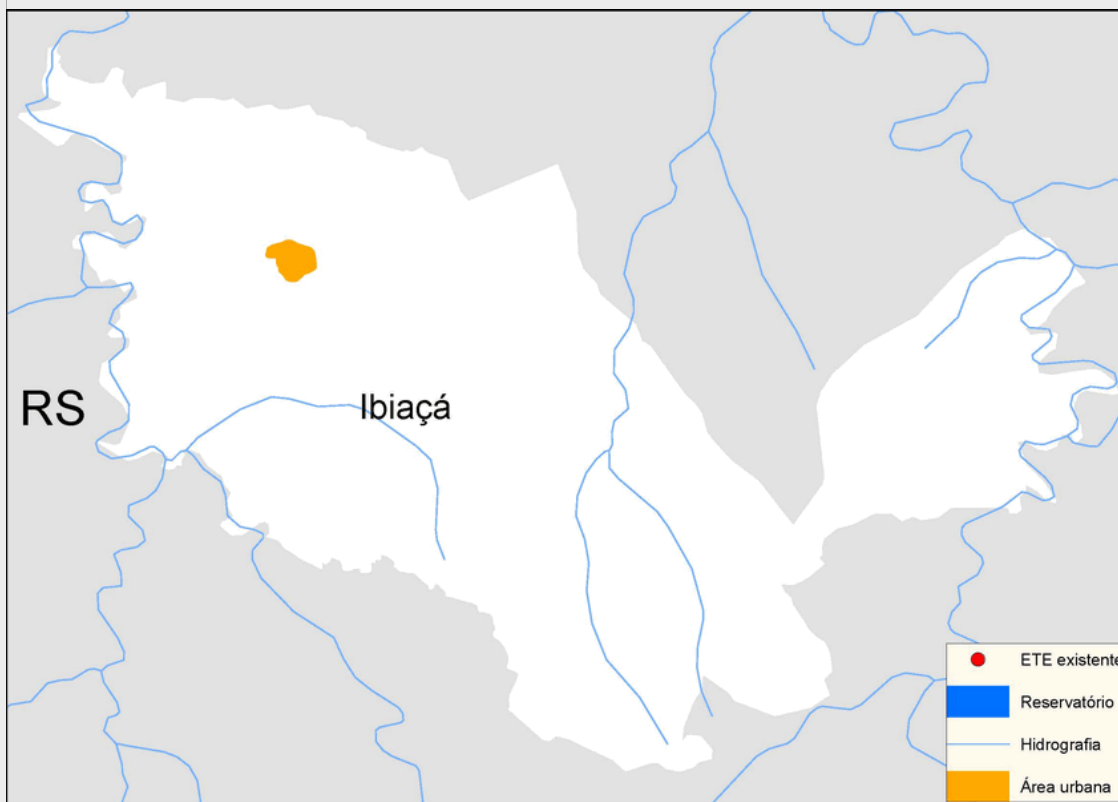 RS
Ibiaçá
ETE existente
Reservatório
Hidrografia
Área urbana